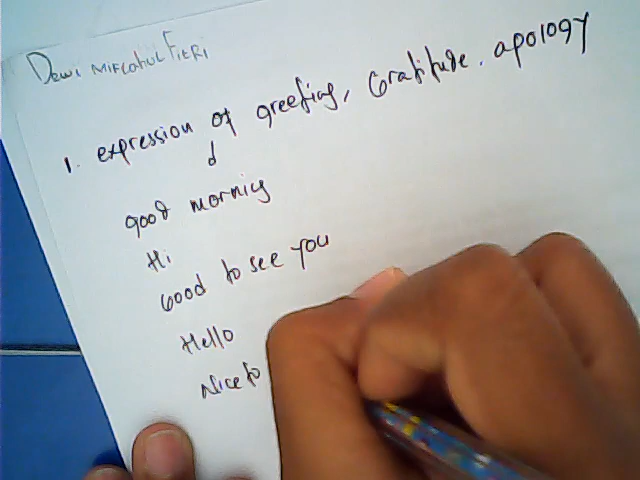 Dewi Miftahul Fitri
1. expression of greeting, Gratitude. apology
d
good morning
Hi
Good to see you
Hello
Nice to